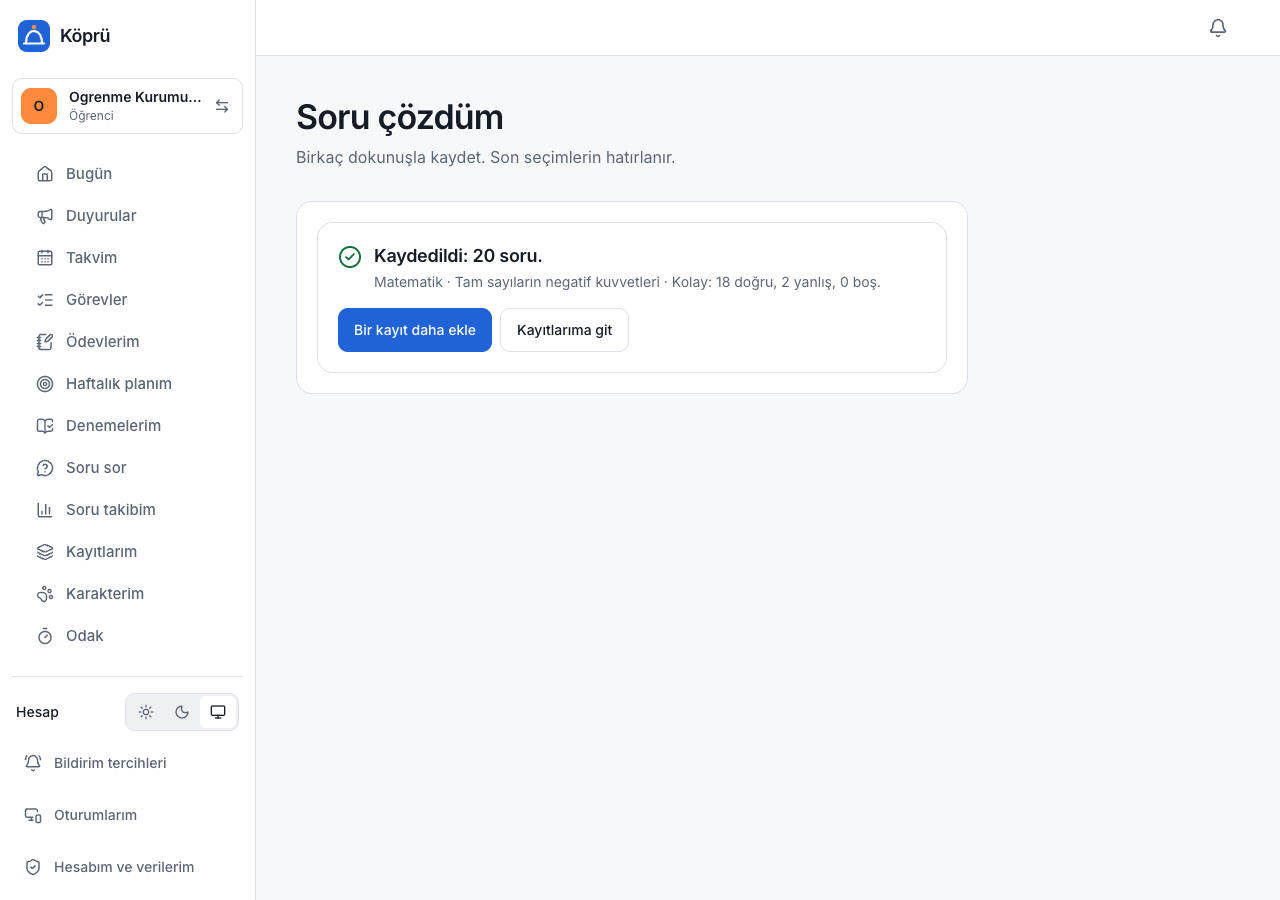 Köprü
O
Ogrenme Kurumu...
Öğrenci
Bugün
Duyurular
Takvim
Görevler
Ödevlerim
Haftalık planım
Denemelerim
Soru sor
Soru takibim
Kayıtlarım
Karakterim
Odak
Hesap
Bildirim tercihleri
Oturumlarım
Hesabım ve verilerim
Soru çözdüm
Birkaç dokunuşla kaydet. Son seçimlerin hatırlanır.
Kaydedildi: 20 soru.
Matematik · Tam sayıların negatif kuvvetleri · Kolay: 18 doğru, 2 yanlış, 0 boş.
Bir kayıt daha ekle
Kayıtlarıma git